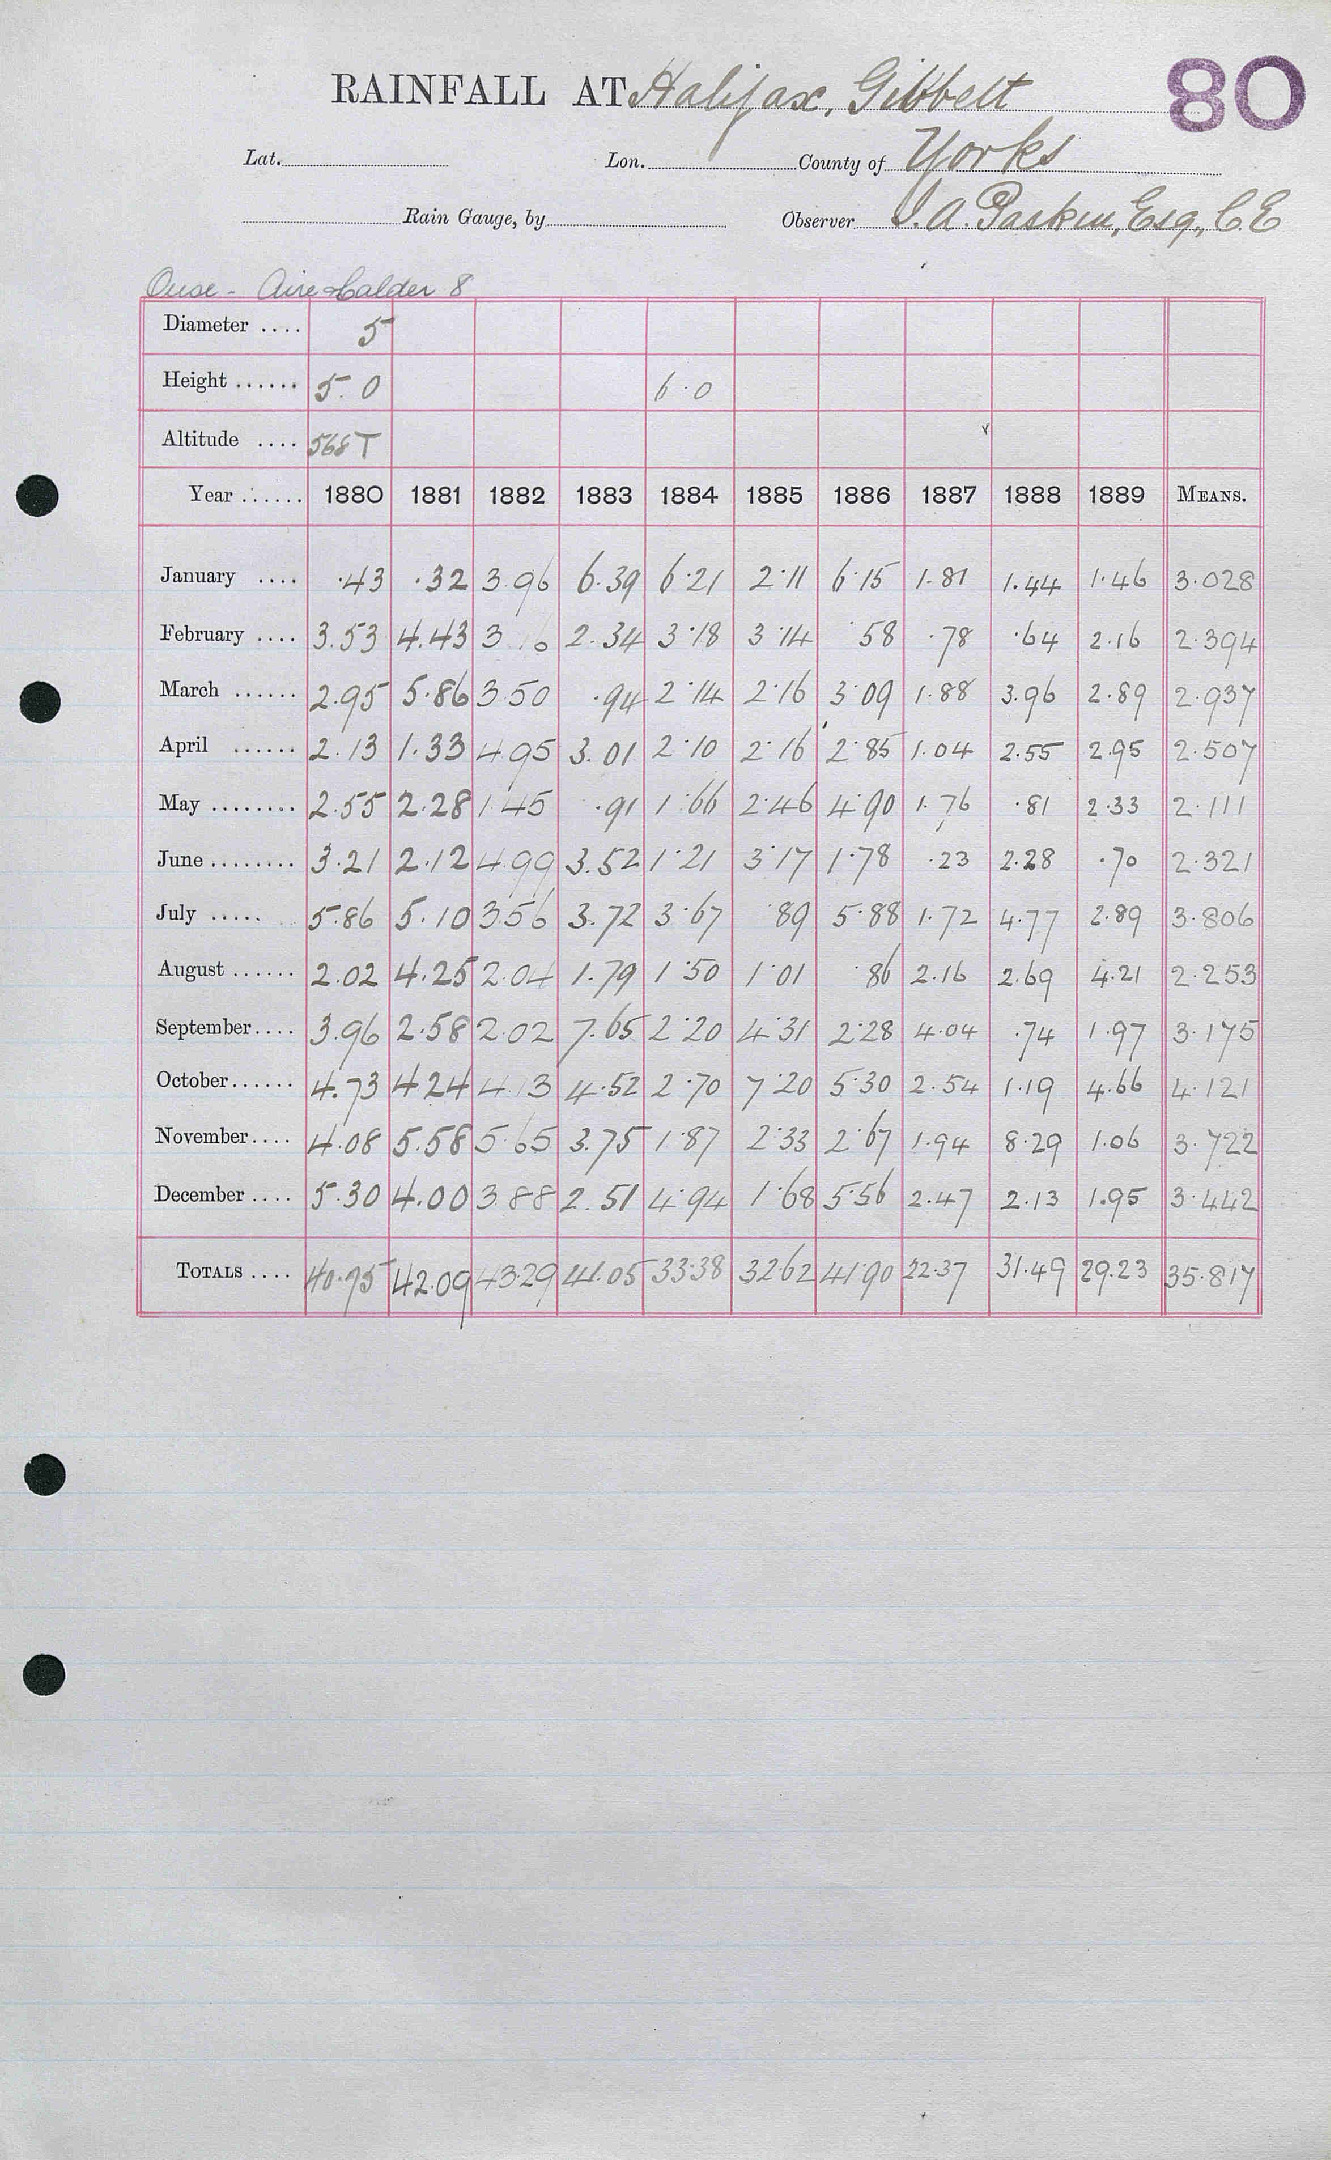 RAINFALL AT Halifax, Gibbett 80
Lat. Lon. County of Yorks
Rain Gauge, by Observer J. A. Paskin, Esq., C.E
Ouse - Aire & Calder 8
Diameter .... 5
Height ...... 5.0 6.0
Altitude .... 568 T
Year ...... 1880 1881 1882 1883 1884 1885 1886 1887 1888 1889 MEANS.
January .... .43 .32 3.96 6.39 6.21 2.11 6.15 1.81 1.44 1.46 3.028
February .... 3.53 4.43 3.16 2.34 3.18 3.14 .58 .78 .64 2.16 2.394
March ...... 2.95 5.86 3.50 .94 2.14 2.16 3.09 1.88 3.96 2.89 2.937
April ...... 2.13 1.33 4.95 3.01 2.10 2.16 2.85 1.04 2.55 2.95 2.507
May ........ 2.55 2.28 1.45 .91 1.66 2.46 4.90 1.76 .81 2.33 2.111
June ........ 3.21 2.12 4.99 3.52 1.21 3.17 1.78 .23 2.28 .70 2.321
July ..... 5.86 5.10 3.56 3.72 3.67 .89 5.88 1.72 4.77 2.89 3.806
August ...... 2.02 4.25 2.04 1.79 1.50 1.01 .86 2.16 2.69 4.21 2.253
September .... 3.96 2.58 2.02 7.65 2.20 4.31 2.28 4.04 .74 1.97 3.175
October ...... 4.73 4.24 4.13 4.52 2.70 7.20 5.30 2.54 1.19 4.66 4.121
November .... 4.08 5.58 5.65 3.75 1.87 2.33 2.67 1.94 8.29 1.06 3.722
December .... 5.30 4.00 3.88 2.51 4.94 1.68 5.56 2.47 2.13 1.95 3.442
TOTALS .... 40.75 42.09 43.29 41.05 33.38 32.62 41.90 22.37 31.49 29.23 35.817